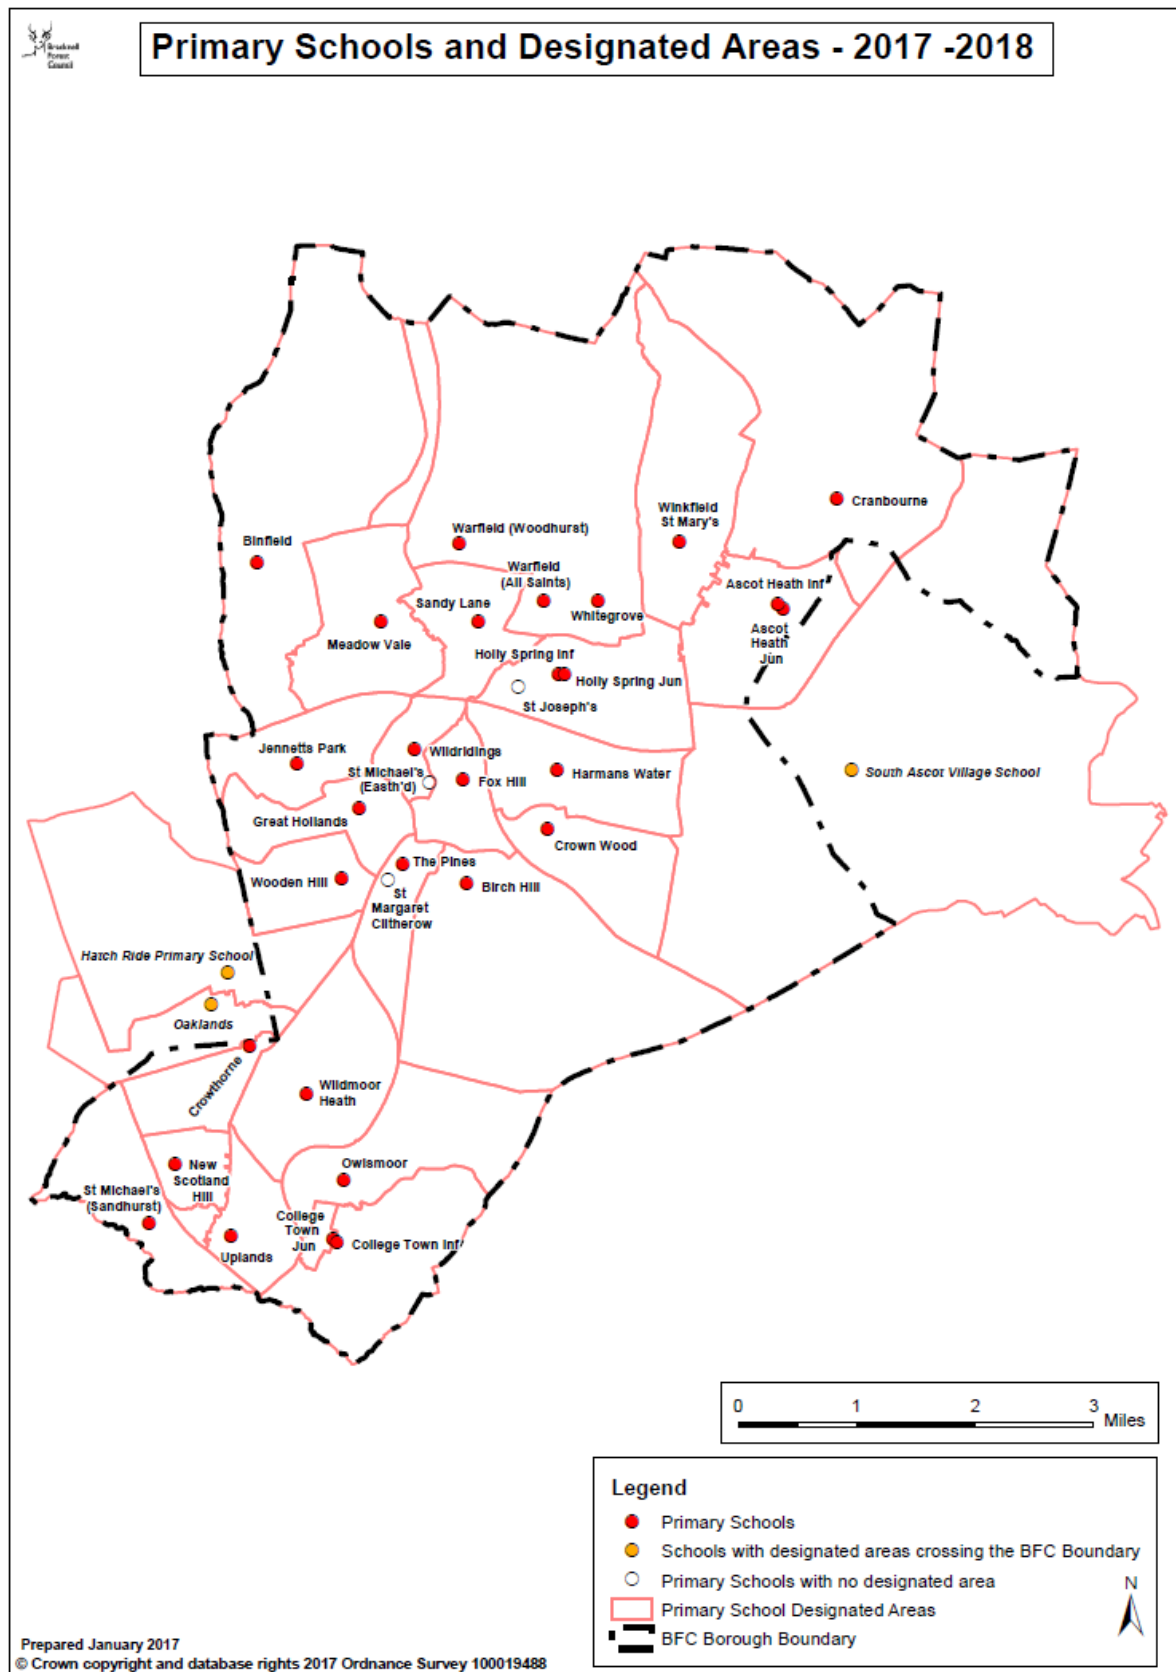 Bracknell
Forest
Council
Primary Schools and Designated Areas - 2017 -2018
Cranbourne
Winkfield
St Mary's
Warfield (Woodhurst)
Binfield
Warfield
(All Saints)
Ascot Heath Inf
Sandy Lane
Whitegrove
Ascot
Heath
Jun
Meadow Vale
Holly Spring Inf
Holly Spring Jun
St Joseph's
Jennetts Park
Wildridings
St Michael's
(Easth'd)
Fox Hill
Harmans Water
South Ascot Village School
Great Hollands
Crown Wood
The Pines
Wooden Hill
Birch Hill
St
Margaret
Clitherow
Hatch Ride Primary School
Oaklands
Crowthorne
Wildmoor
Heath
Owlsmoor
New
Scotland
Hill
St Michael's
(Sandhurst)
College
Town
Jun
College Town Inf
Uplands
0 1 2 3
Miles
Legend
Primary Schools
Schools with designated areas crossing the BFC Boundary
Primary Schools with no designated area
Primary School Designated Areas
BFC Borough Boundary
N
Prepared January 2017
© Crown copyright and database rights 2017 Ordnance Survey 100019488